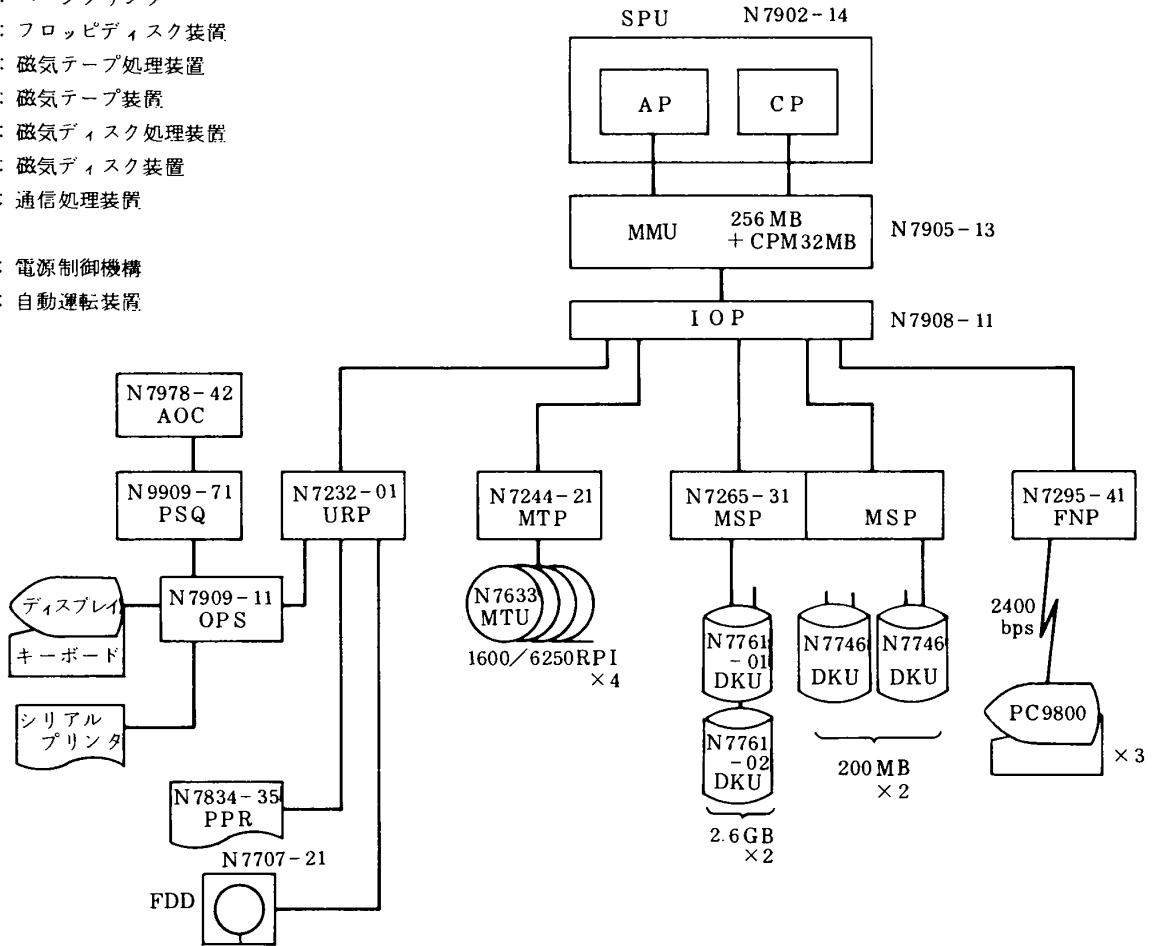 : フロッピディスク装置
: 磁気テープ処理装置
: 磁気テープ装置
: 磁気ディスク処理装置
: 磁気ディスク装置
: 通信処理装置
: 電源制御機構
: 自動運転装置
SPU N7902-14
AP CP
MMU 256MB
+CPM32MB
N7905-13
IOP N7908-11
N7978-42
AOC
N9909-71
PSQ
N7232-01
URP
N7244-21
MTP
N7265-31
MSP
MSP
N7295-41
FNP
ディスプレイ
キーボード
N7909-11
OPS
シリアル
プリンタ
N7633
MTU
1600/6250RPI
×4
N7761
-01
DKU
N7761
-02
DKU
2.6GB
×2
N7746
DKU
N7746
DKU
200MB
×2
2400
bps
PC9800
×3
N7834-35
PPR
N7707-21
FDD